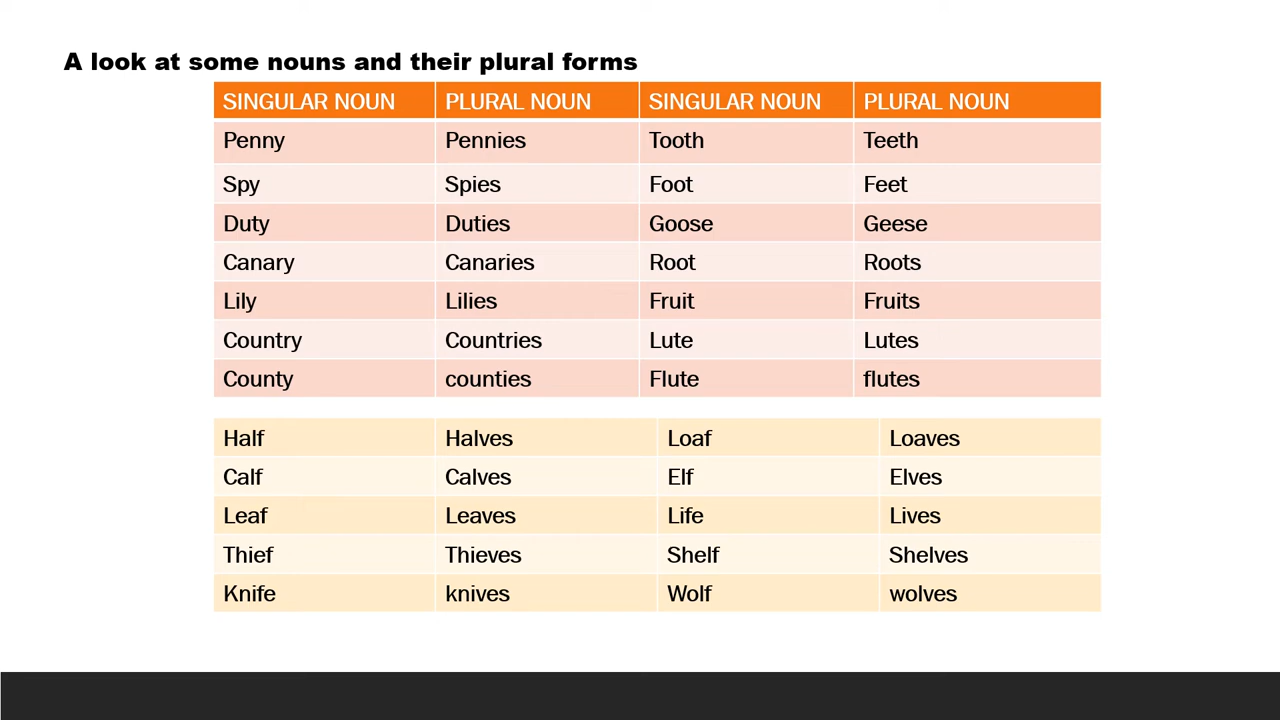 A look at some nouns and their plural forms
SINGULAR NOUN PLURAL NOUN SINGULAR NOUN PLURAL NOUN
Penny Pennies Tooth Teeth
Spy Spies Foot Feet
Duty Duties Goose Geese
Canary Canaries Root Roots
Lily Lilies Fruit Fruits
Country Countries Lute Lutes
County counties Flute flutes
Half Halves Loaf Loaves
Calf Calves Elf Elves
Leaf Leaves Life Lives
Thief Thieves Shelf Shelves
Knife knives Wolf wolves